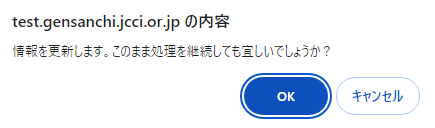 test.gensanchi.jcci.or.jp の内容
情報を更新します。このまま処理を継続しても宜しいでしょうか？
OK
キャンセル